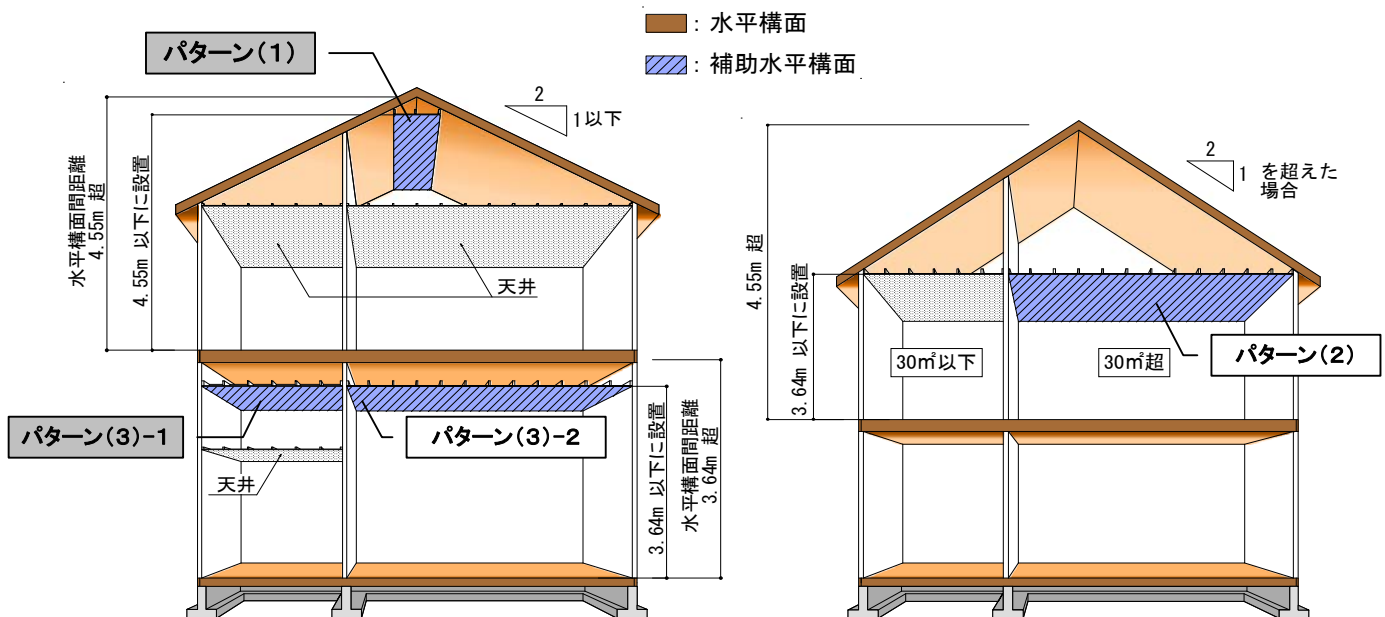 ：水平構面
：補助水平構面
パターン(1)
2
1以下
水平構面間距離
4.55m 超
4.55m 以下に設置
天井
パターン(3)-1
パターン(3)-2
天井
3.64m 以下に設置
水平構面間距離
3.64m 超
2
1 を超えた
場合
4.55m 超
3.64m 以下に設置
30㎡以下
30㎡超
パターン(2)